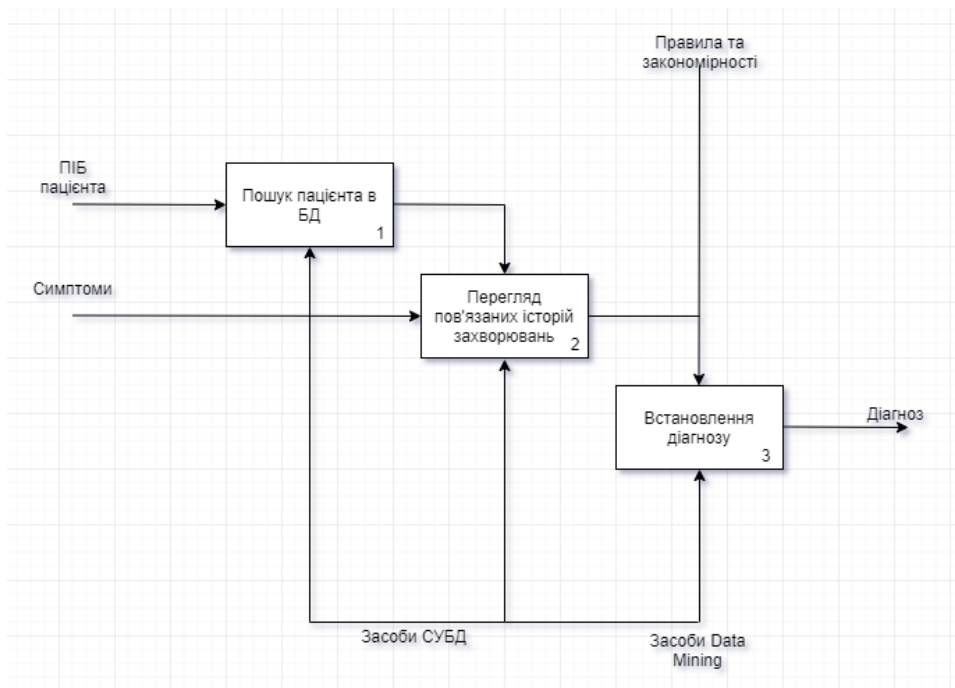 Правила та
закономірності
ПІБ
пацієнта
Пошук пацієнта в
БД
1
Симптоми
Перегляд
пов'язаних історій
захворювань
2
Встановлення
діагнозу
3
Діагноз
Засоби СУБД
Засоби Data
Mining